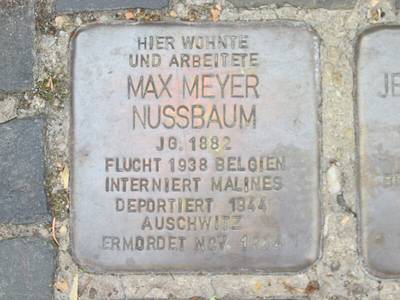 HIER WOHNTE
UND ARBEITETE
MAX MEYER
NUSSBAUM
JG. 1882
FLUCHT 1938 BELGIEN
INTERNIERT MALINES
DEPORTIERT 1944
AUSCHWITZ
ERMORDET NOV. 1944